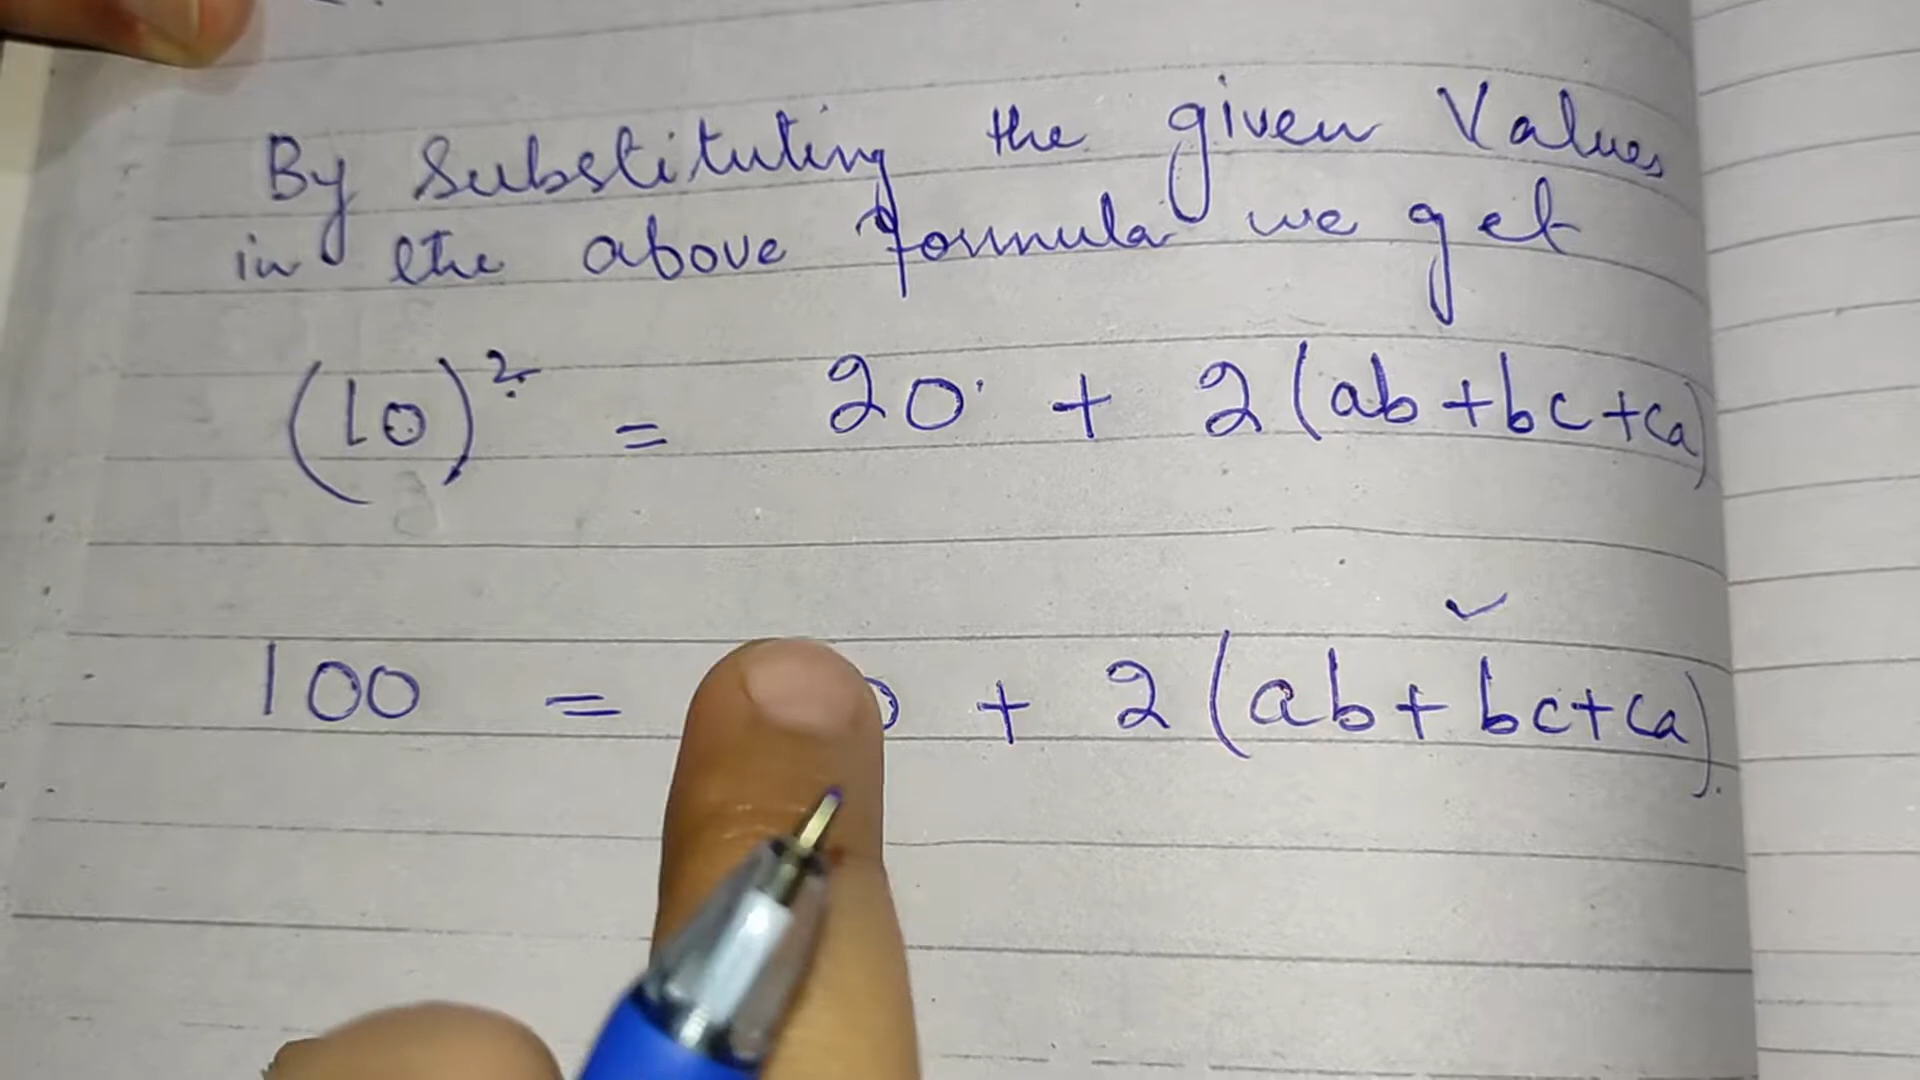 By Substituting the given Values
in the above formula we get
(10)² = 20 + 2(ab+bc+ca)
100 = 0 + 2(ab+bc+ca).